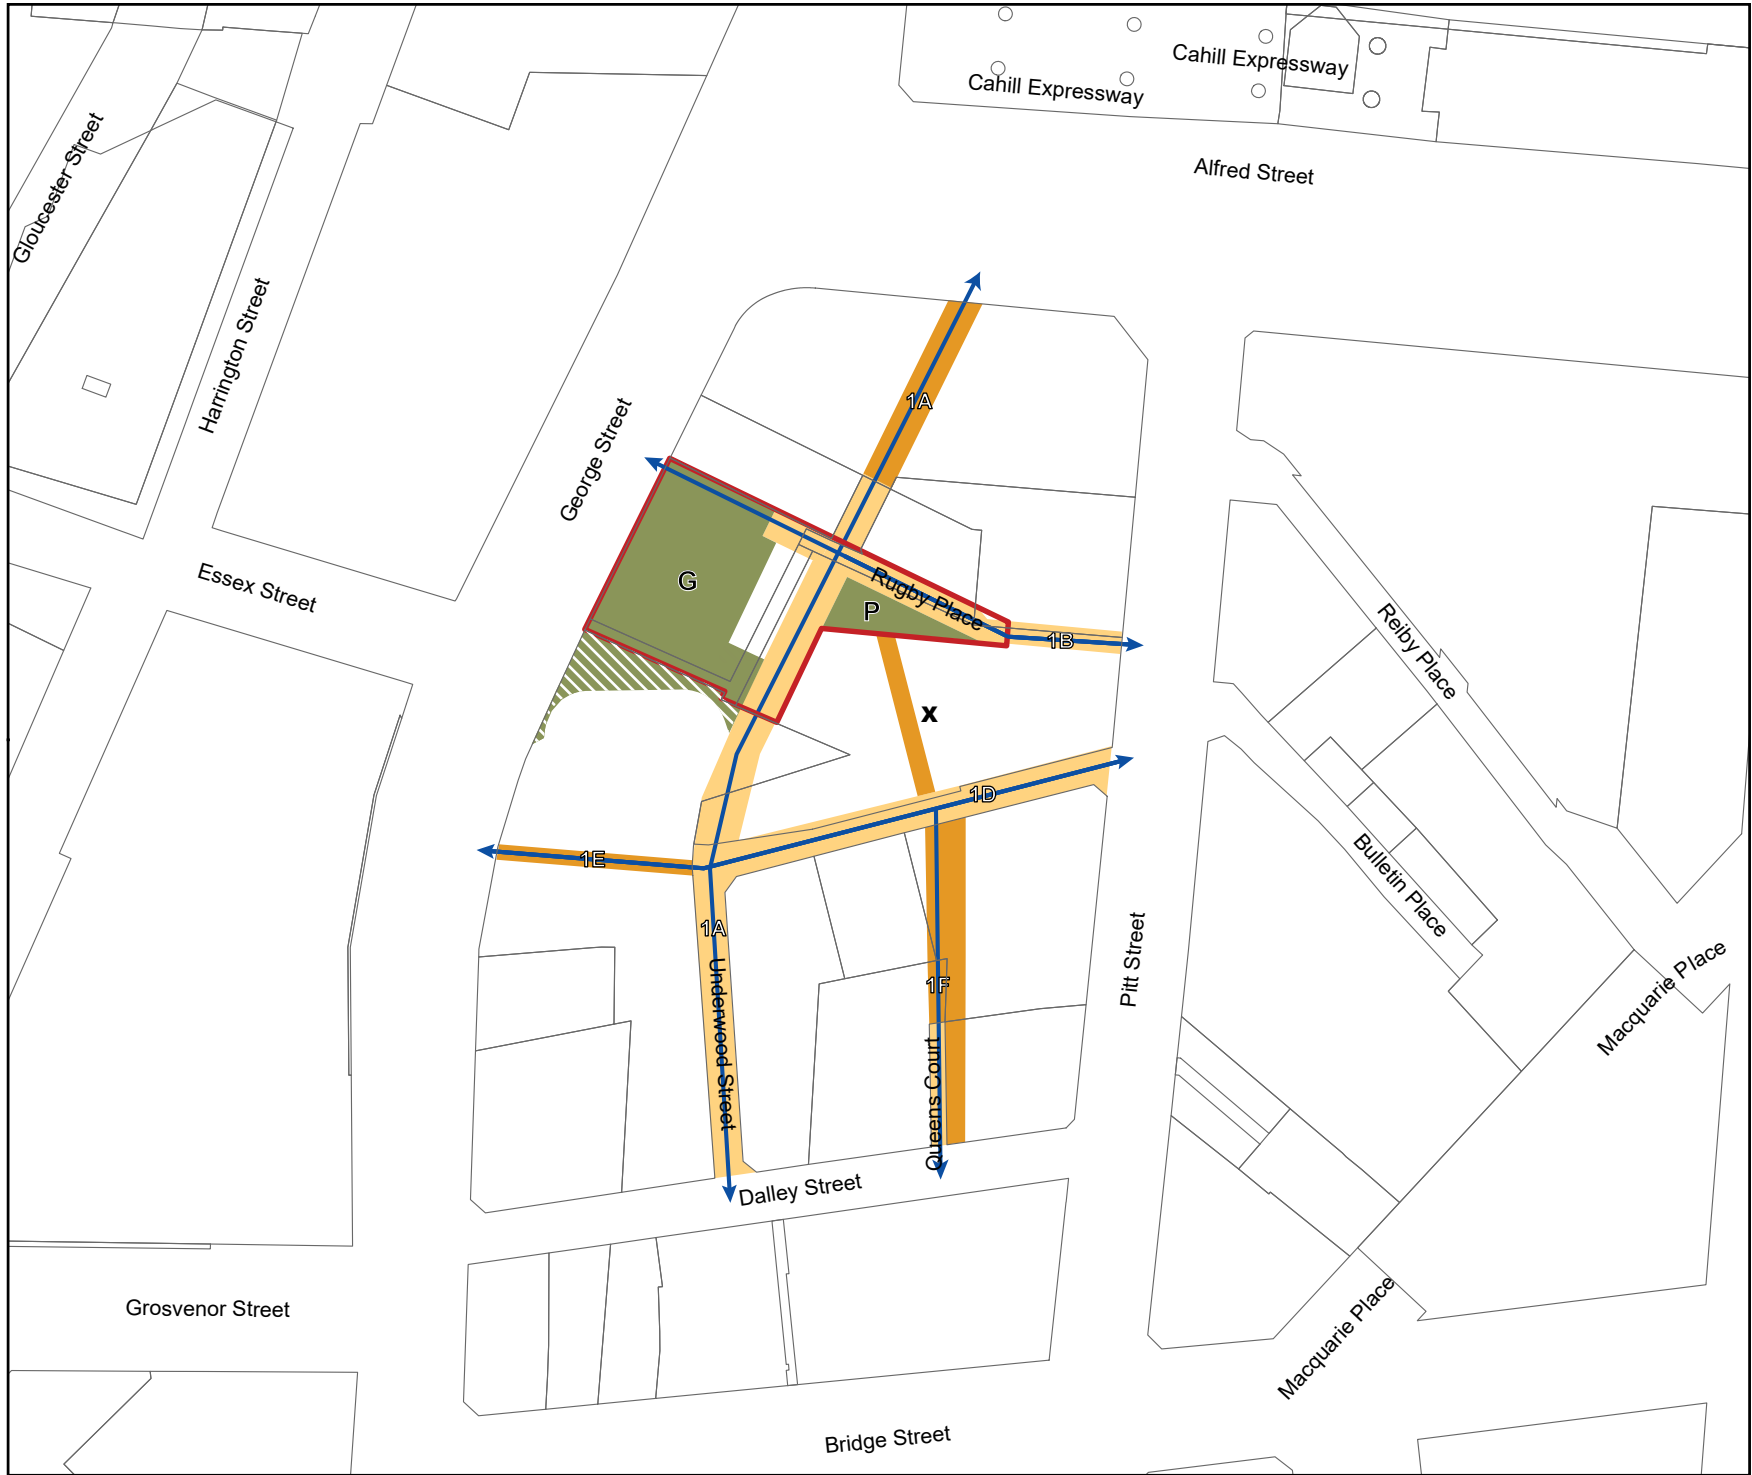 Cahill Expressway
Cahill Expressway
Gloucester Street
Alfred Street
Harrington Street
1A
George Street
Essex Street
G
Rugby Place
P
1B
Reiby Place
x
1D
1E
Bulletin Place
1A
Pitt Street
Macquarie Place
1F
Underwood Street
Queens Court
Dalley Street
Grosvenor Street
Macquarie Place
Bridge Street